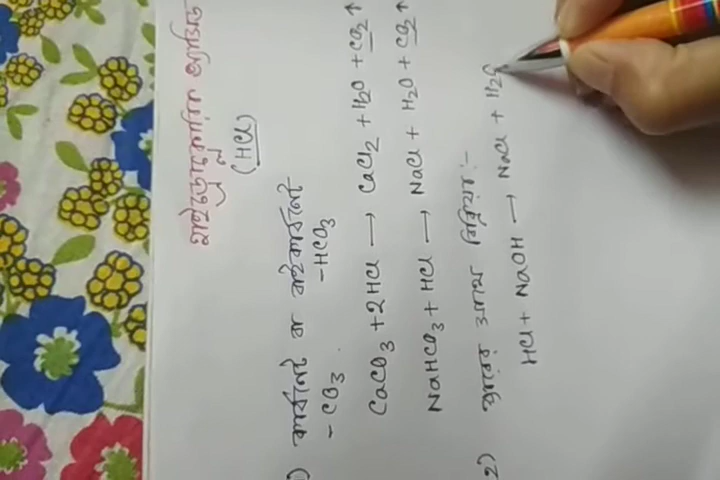 হাইড্রোক্লোরিক অ্যাসিড
(HCl)
1) কার্বনেট বা বাইকার্বনেট
-CO₃ -HCO₃
CaCO₃ + 2HCl → CaCl₂ + H₂O + CO₂ ↑
NaHCO₃ + HCl → NaCl + H₂O + CO₂ ↑
2) ক্ষারের সাথে বিক্রিয়া :-
HCl + NaOH → NaCl + H₂O